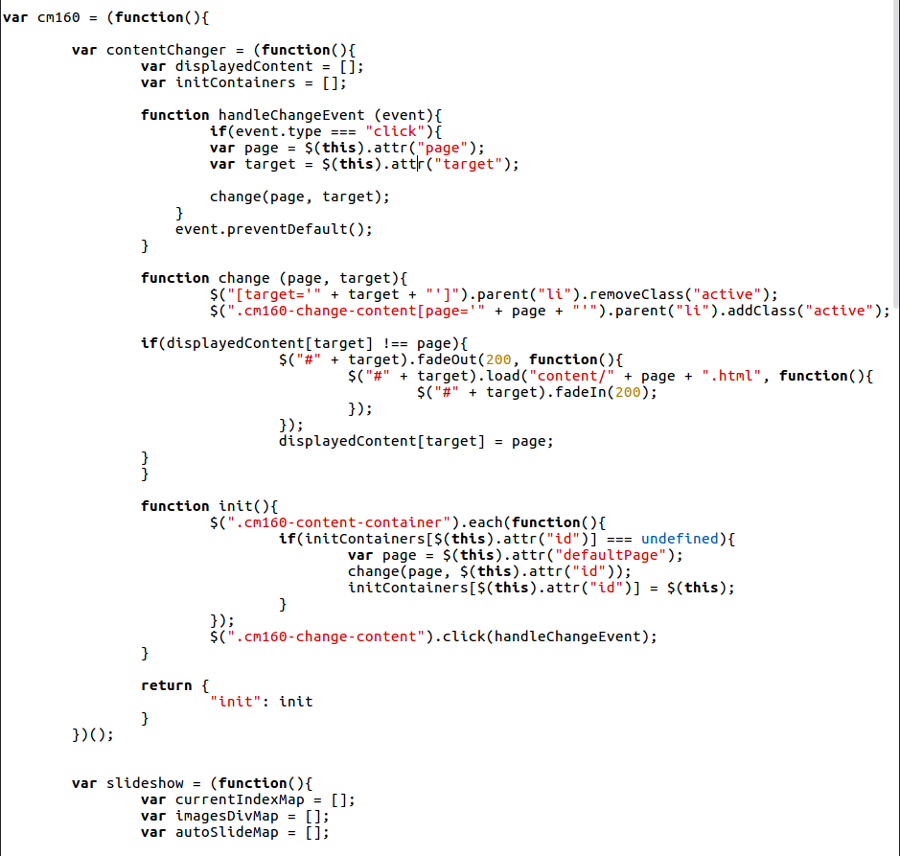 var cm160 = (function(){
var contentChanger = (function(){
var displayedContent = [];
var initContainers = [];
function handleChangeEvent (event){
if(event.type === "click"){
var page = $(this).attr("page");
var target = $(this).attr("target");
change(page, target);
}
event.preventDefault();
}
function change (page, target){
$("[target='" + target + "']").parent("li").removeClass("active");
$(".cm160-change-content[page='" + page + "'").parent("li").addClass("active");
if(displayedContent[target] !== page){
$("#" + target).fadeOut(200, function(){
$("#" + target).load("content/" + page + ".html", function(){
$("#" + target).fadeIn(200);
});
});
displayedContent[target] = page;
}
}
function init(){
$(".cm160-content-container").each(function(){
if(initContainers[$(this).attr("id")] === undefined){
var page = $(this).attr("defaultPage");
change(page, $(this).attr("id"));
initContainers[$(this).attr("id")] = $(this);
}
});
$(".cm160-change-content").click(handleChangeEvent);
}
return {
"init": init
}
})();
var slideshow = (function(){
var currentIndexMap = [];
var imagesDivMap = [];
var autoSlideMap = [];